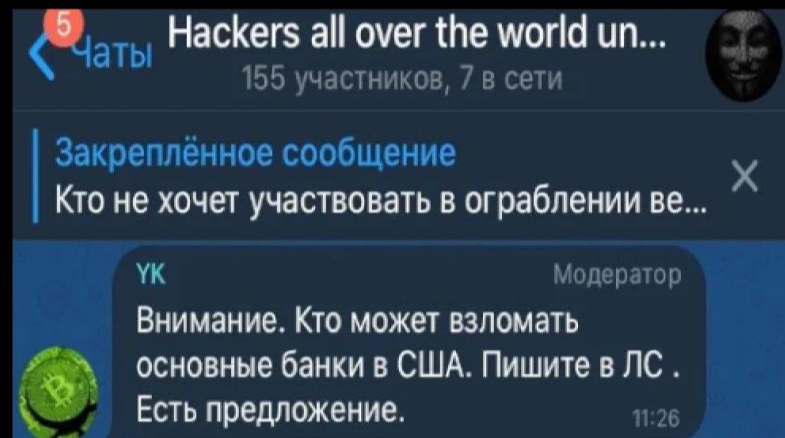 5
Чаты
Hackers all over the world un...
155 участников, 7 в сети
Закреплённое сообщение
Кто не хочет участвовать в ограблении ве...
YK
Модератор
Внимание. Кто может взломать
основные банки в США. Пишите в ЛС .
Есть предложение.
11:26